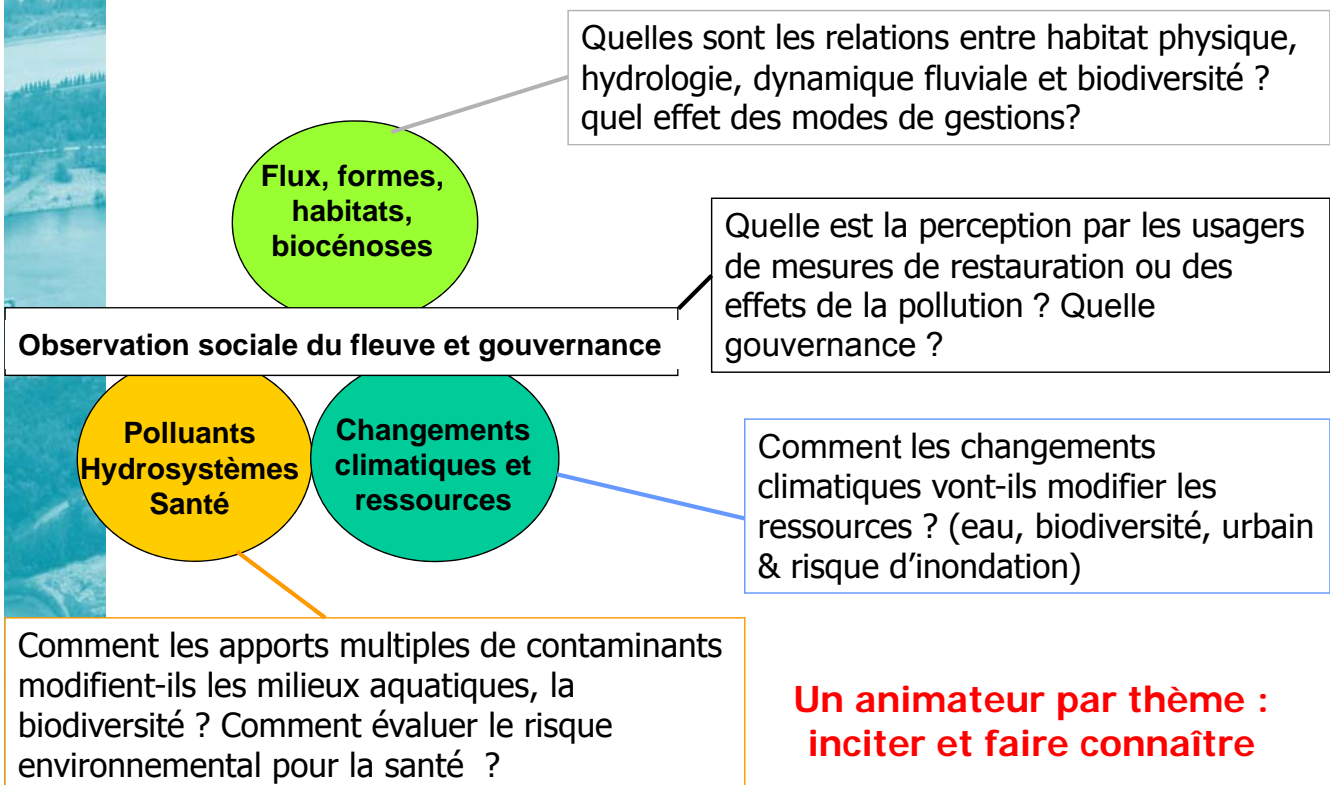 Quelles sont les relations entre habitat physique,
hydrologie, dynamique fluviale et biodiversité ?
quel effet des modes de gestions?
Flux, formes,
habitats,
biocénoses
Quelle est la perception par les usagers
de mesures de restauration ou des
effets de la pollution ? Quelle
gouvernance ?
Observation sociale du fleuve et gouvernance
Polluants
Hydrosystèmes
Santé
Changements
climatiques et
ressources
Comment les changements
climatiques vont-ils modifier les
ressources ? (eau, biodiversité, urbain
& risque d’inondation)
Comment les apports multiples de contaminants
modifient-ils les milieux aquatiques, la
biodiversité ? Comment évaluer le risque
environnemental pour la santé  ?
Un animateur par thème :
inciter et faire connaître